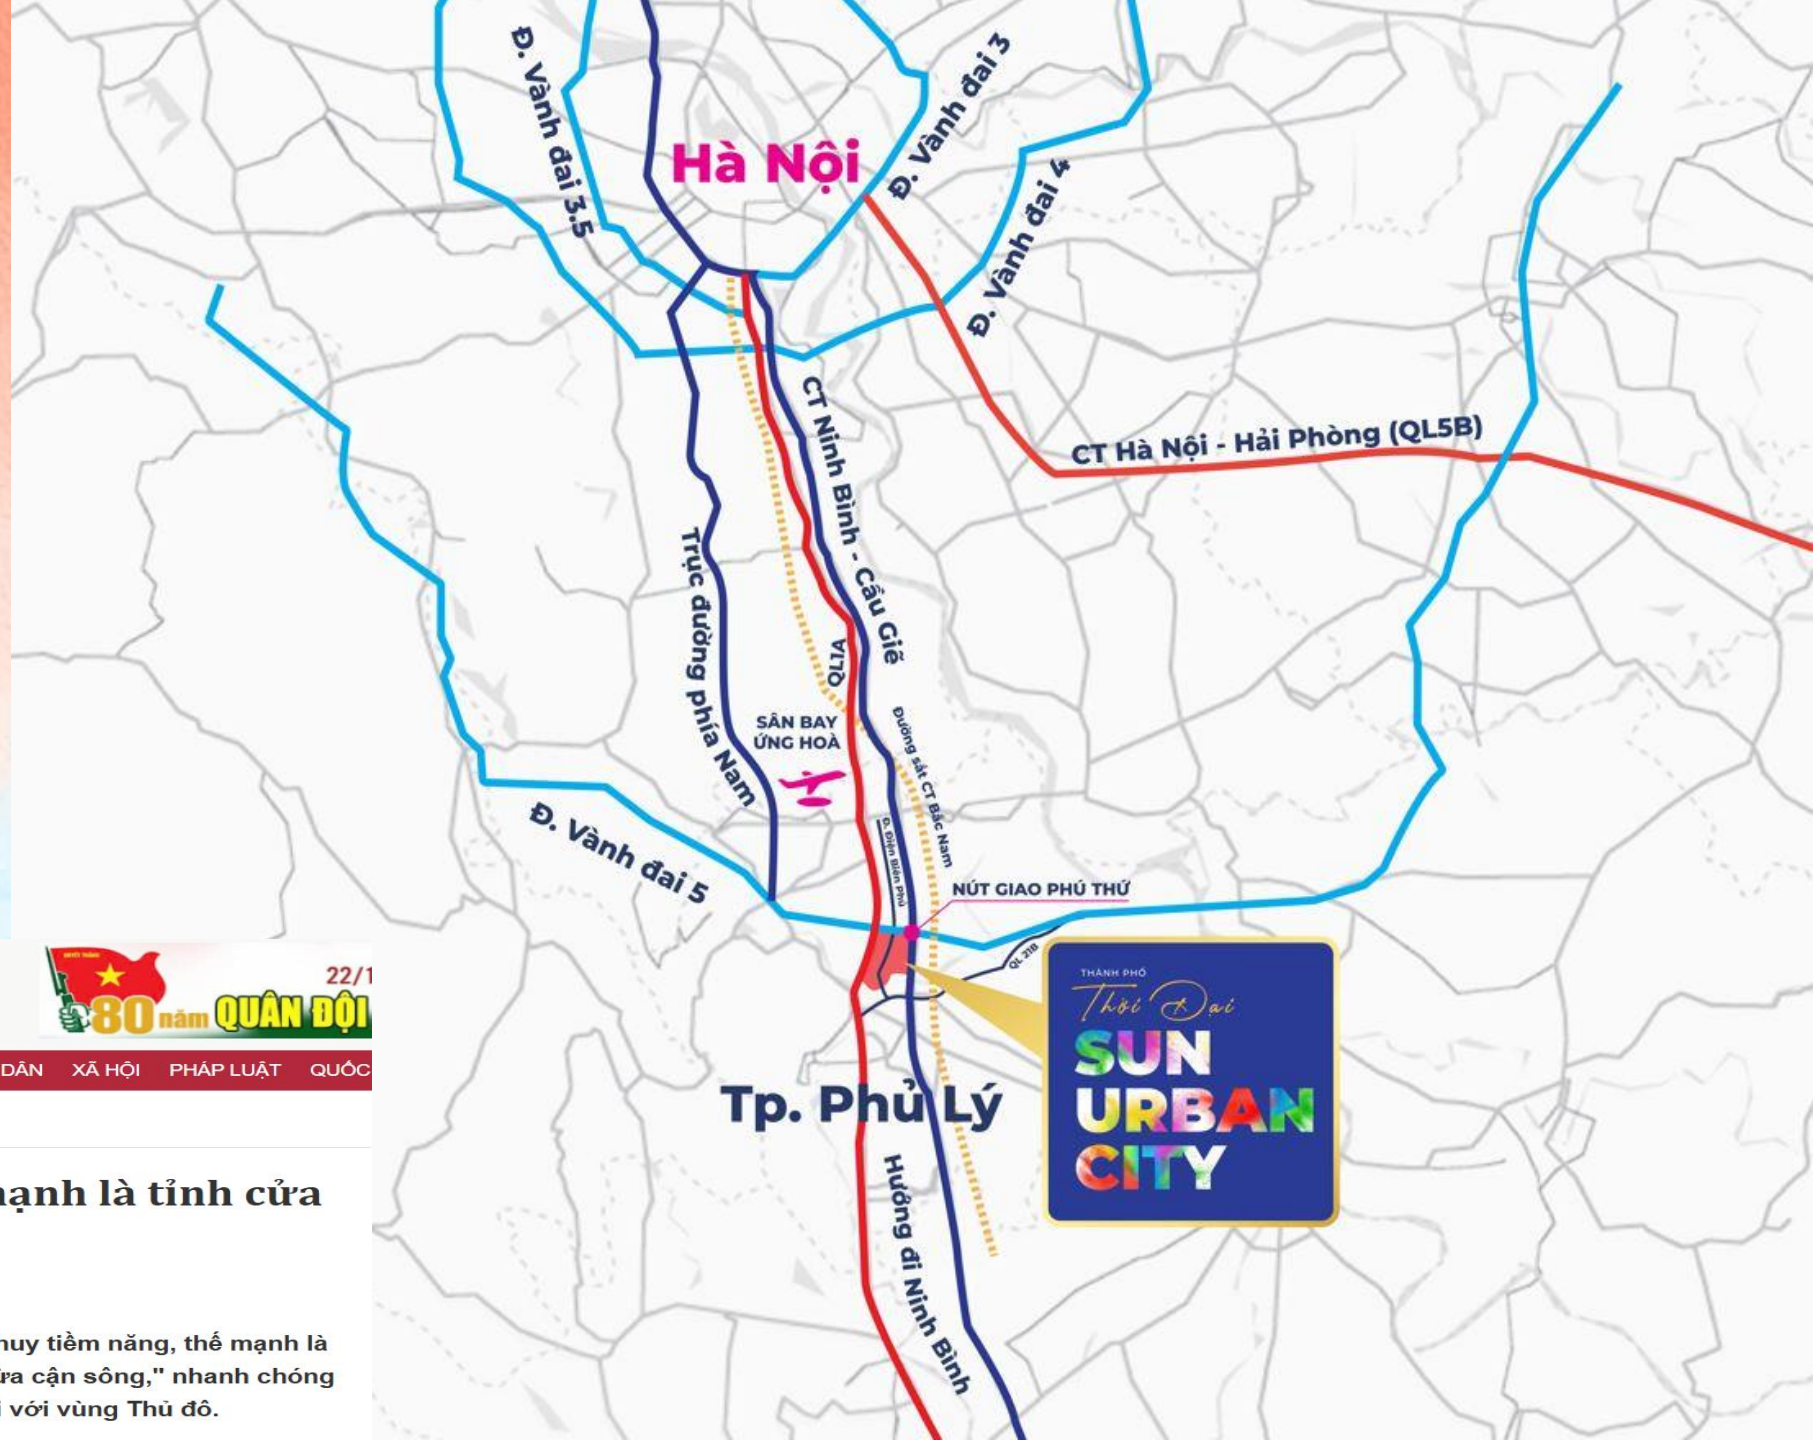 Đ. Vành đai 3.5
Đ. Vành đai 3
Hà Nội
Đ. Vành đai 4
CT Ninh Bình - Cầu Giẽ
CT Hà Nội - Hải Phòng (QL5B)
Trục đường phía Nam
QL1A
SÂN BAY
ỨNG HOÀ
Đường sắt CT Bắc Nam
Đ. Vành đai 5
Đ. Điện Biên Phủ
NÚT GIAO PHÚ THỨ
QL 21B
THÀNH PHỐ
Thời Đại
SUN
URBAN
CITY
Tp. Phủ Lý
Hướng đi Ninh Bình
QUYẾT THẮNG
22/1
80 năm QUÂN ĐỘI
DÂN XÃ HỘI PHÁP LUẬT QUỐC
ạnh là tỉnh cửa
huy tiềm năng, thế mạnh là
ửa cận sông," nhanh chóng
i với vùng Thủ đô.